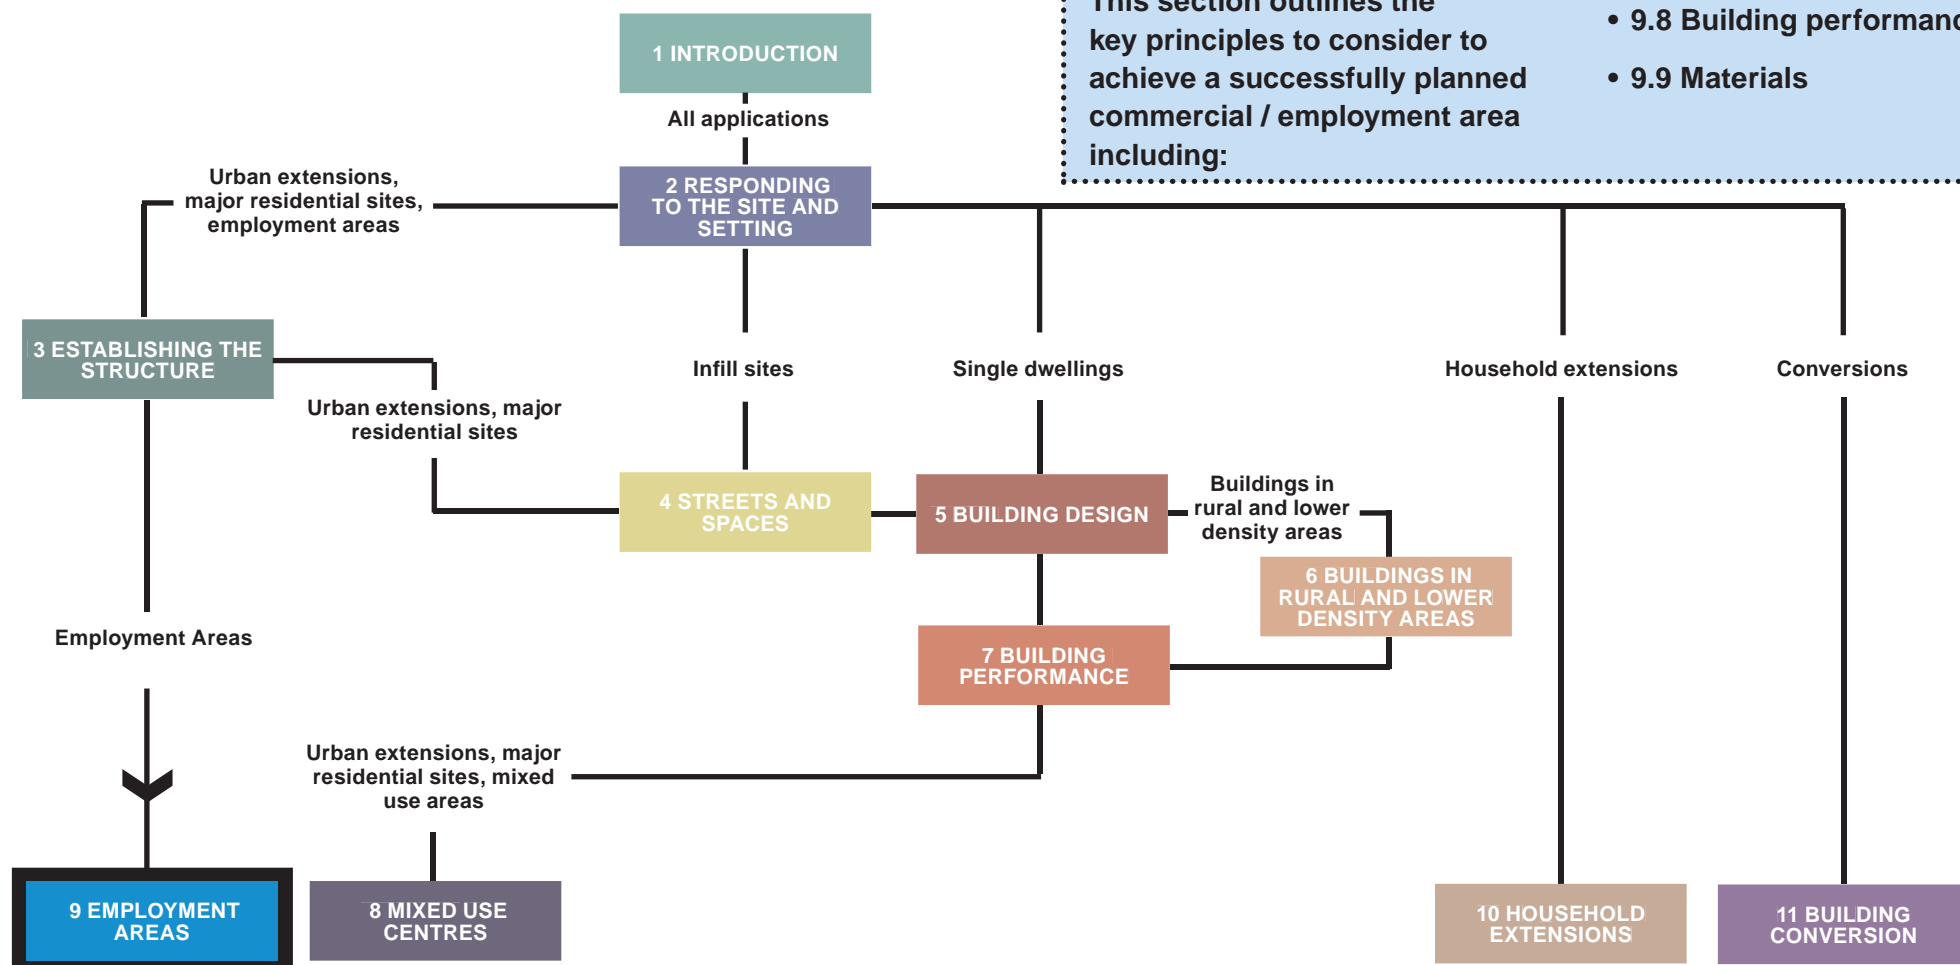 This section outlines the
key principles to consider to
achieve a successfully planned
commercial / employment area
including:
• 9.8 Building performanc
• 9.9 Materials
1 INTRODUCTION
All applications
2 RESPONDING
TO THE SITE AND
SETTING
Urban extensions,
major residential sites,
employment areas
3 ESTABLISHING THE
STRUCTURE
Urban extensions, major
residential sites
Infill sites
Single dwellings
Household extensions
Conversions
4 STREETS AND
SPACES
5 BUILDING DESIGN
Buildings in
rural and lower
density areas
6 BUILDINGS IN
RURAL AND LOWER
DENSITY AREAS
7 BUILDING
PERFORMANCE
Employment Areas
Urban extensions, major
residential sites, mixed
use areas
9 EMPLOYMENT
AREAS
8 MIXED USE
CENTRES
10 HOUSEHOLD
EXTENSIONS
11 BUILDING
CONVERSION